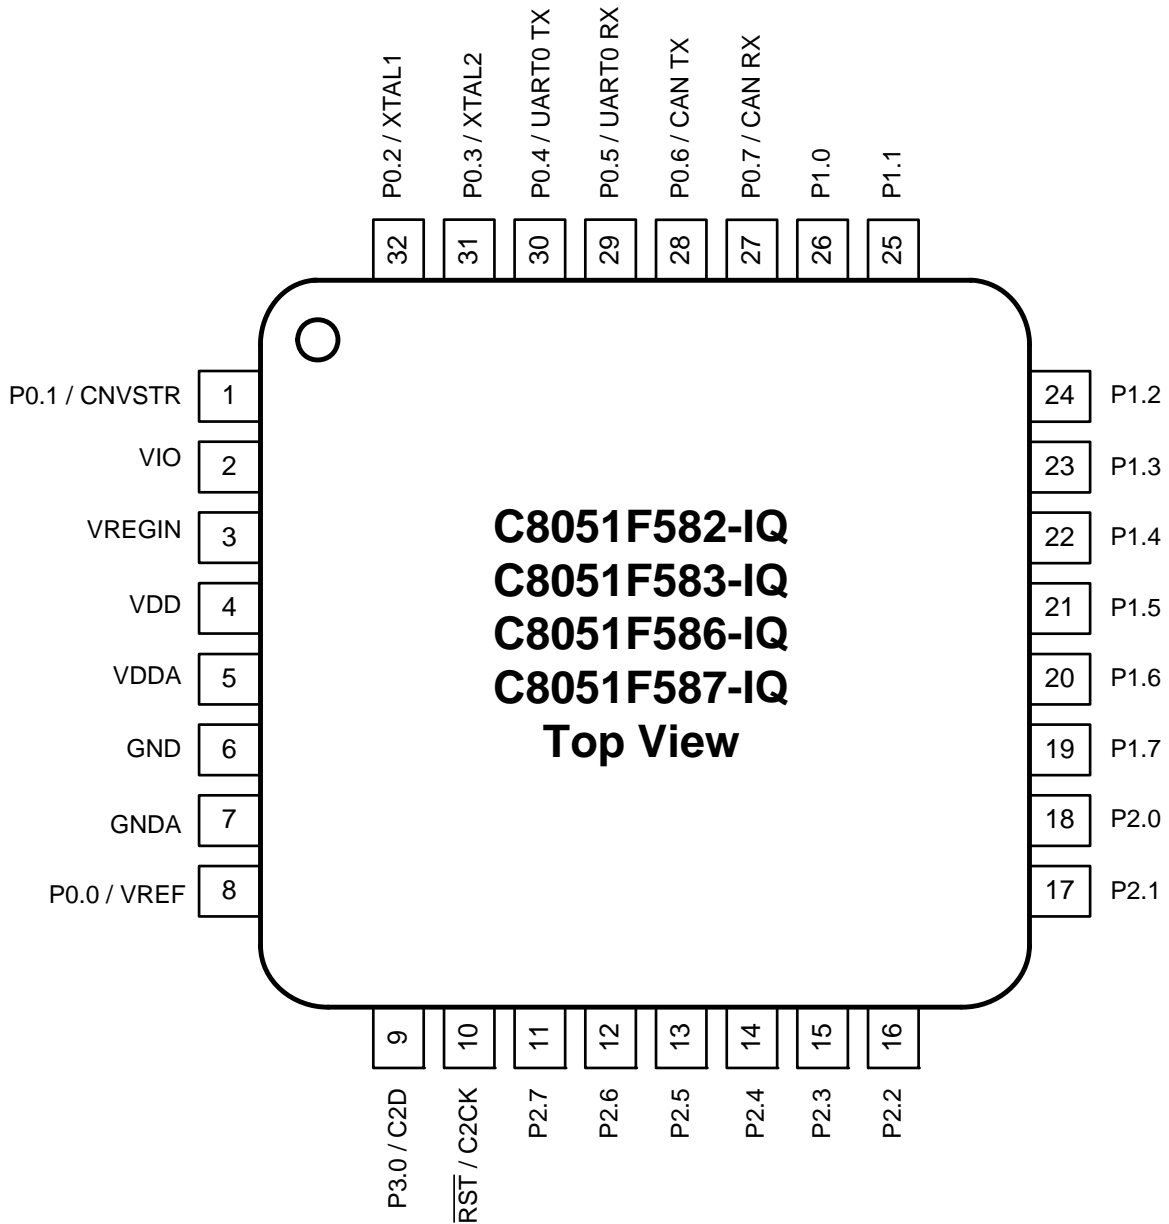 P0.2 / XTAL1
P0.3 / XTAL2
P0.4 / UART0 TX
P0.5 / UART0 RX
P0.6 / CAN TX
P0.7 / CAN RX
P1.0
P1.1
32
31
30
29
28
27
26
25
P0.1 / CNVSTR 1
VIO 2
VREGIN 3
VDD 4
VDDA 5
GND 6
GNDA 7
P0.0 / VREF 8
C8051F582-IQ
C8051F583-IQ
C8051F586-IQ
C8051F587-IQ
Top View
24 P1.2
23 P1.3
22 P1.4
21 P1.5
20 P1.6
19 P1.7
18 P2.0
17 P2.1
9
10
11
12
13
14
15
16
P3.0 / C2D
R̅S̅T̅ / C2CK
P2.7
P2.6
P2.5
P2.4
P2.3
P2.2